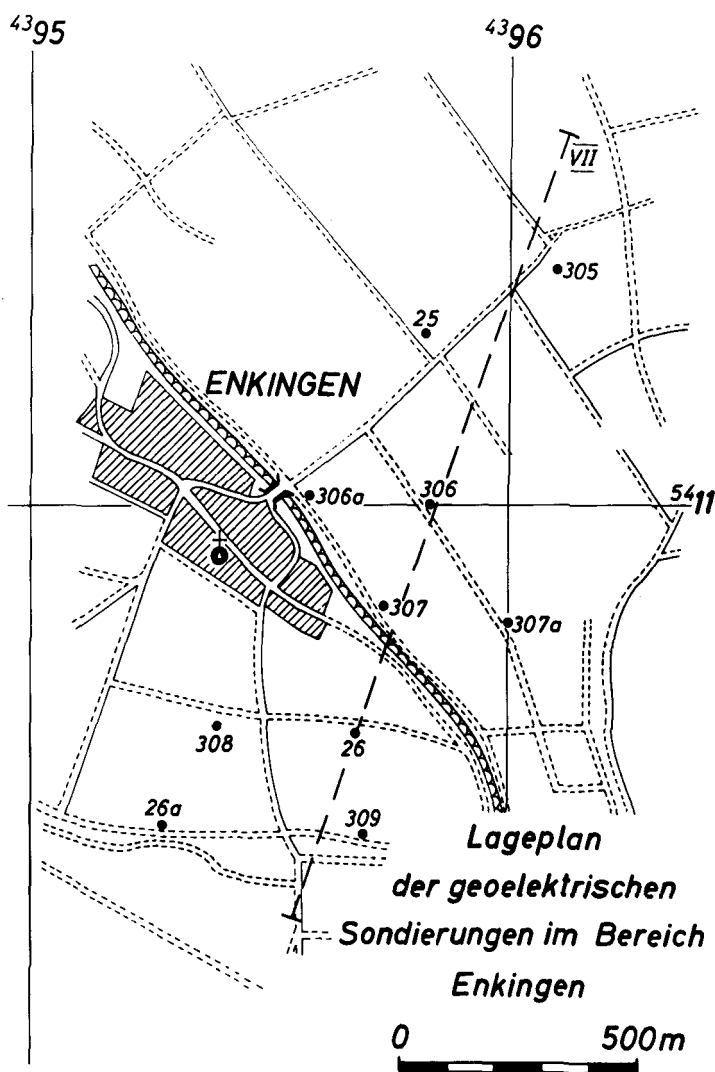 4395
4396
VII
305
25
ENKINGEN
306a
306
5411
307
307a
308
26
26a
309
Lageplan
der geoelektrischen
Sondierungen im Bereich
Enkingen
0 500m